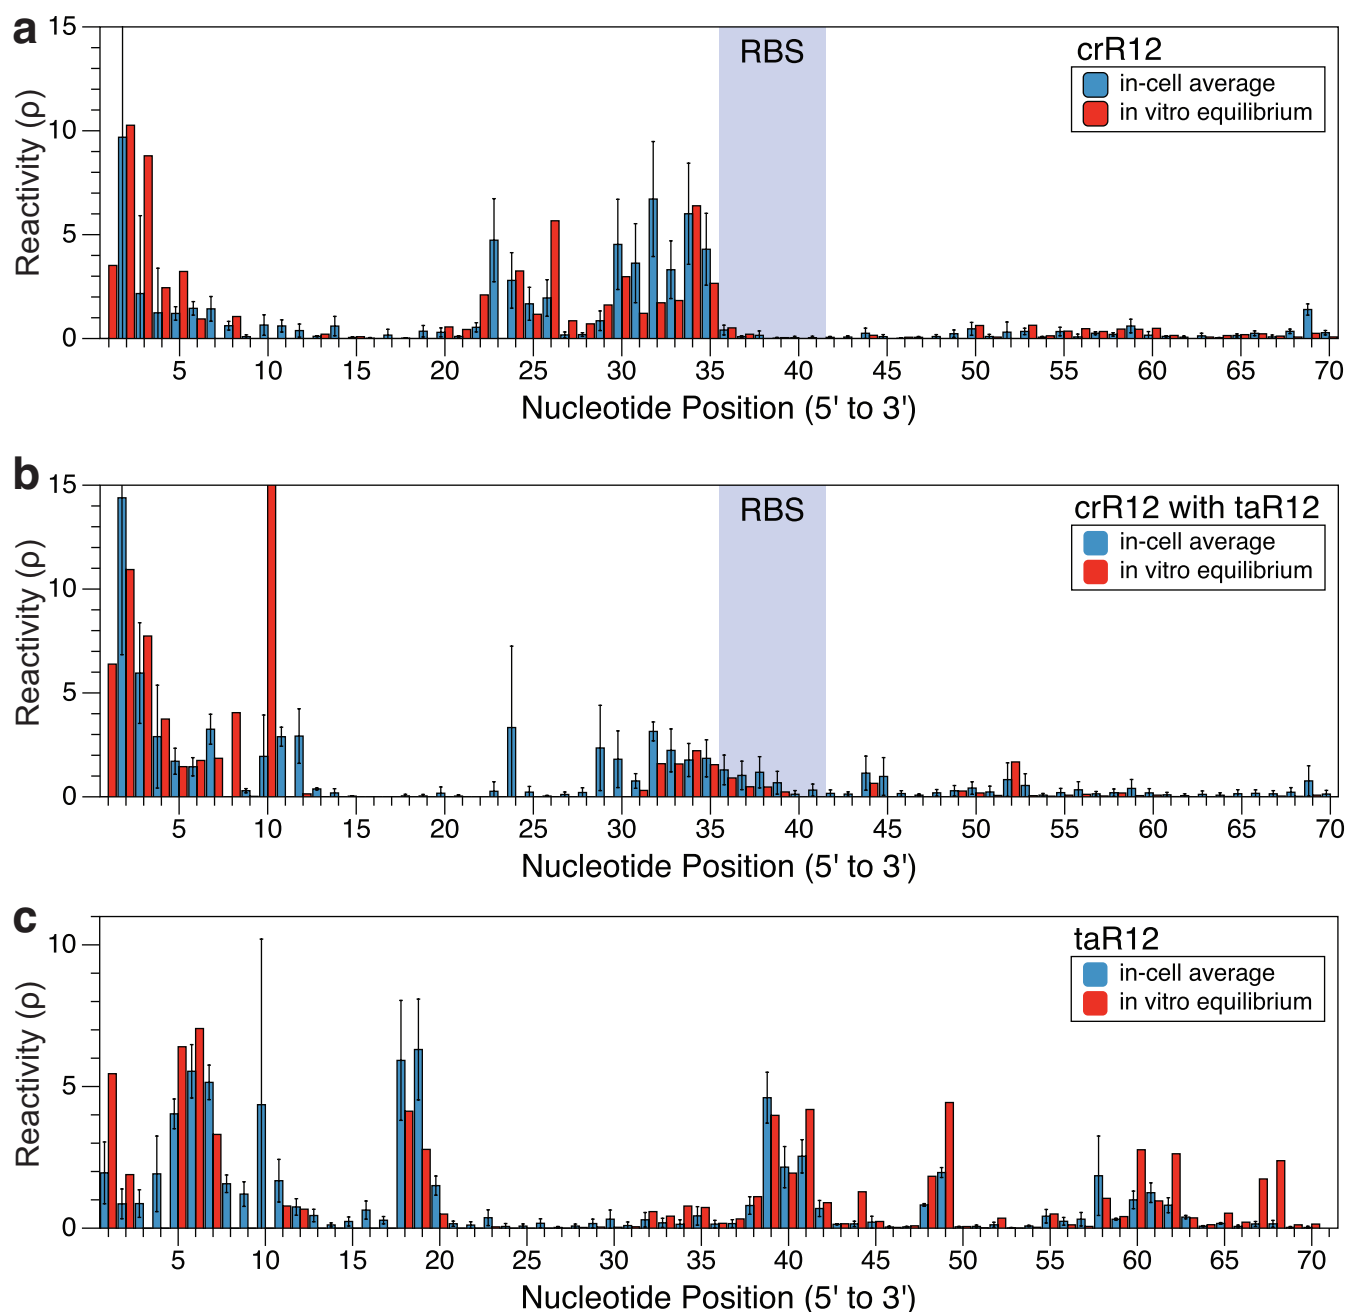 a
15
10
5
0
Reactivity (ρ)
RBS
crR12
in-cell average
in vitro equilibrium
5 10 15 20 25 30 35 40 45 50 55 60 65 70
Nucleotide Position (5' to 3')
b
15
10
5
0
Reactivity (ρ)
RBS
crR12 with taR12
in-cell average
in vitro equilibrium
5 10 15 20 25 30 35 40 45 50 55 60 65 70
Nucleotide Position (5' to 3')
c
10
5
0
Reactivity (ρ)
taR12
in-cell average
in vitro equilibrium
5 10 15 20 25 30 35 40 45 50 55 60 65 70
Nucleotide Position (5' to 3')